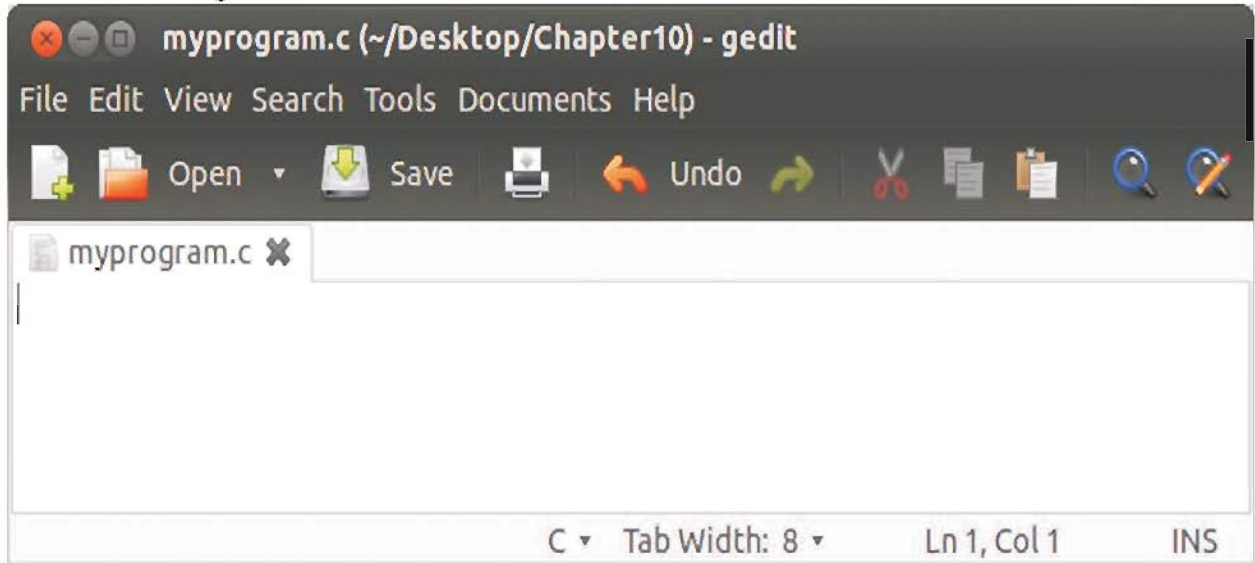 myprogram.c (~/Desktop/Chapter10) - gedit
File Edit View Search Tools Documents Help
Open Save Undo
myprogram.c
C Tab Width: 8 Ln 1, Col 1 INS